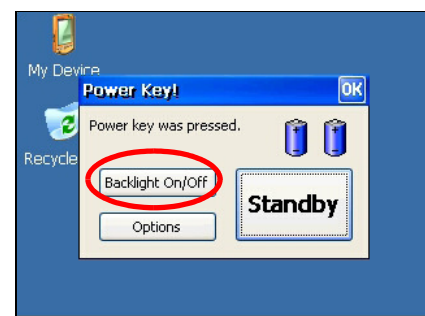 My Device
Power Key!
OK
Power key was pressed.
Recycle
Backlight On/Off
Standby
Options